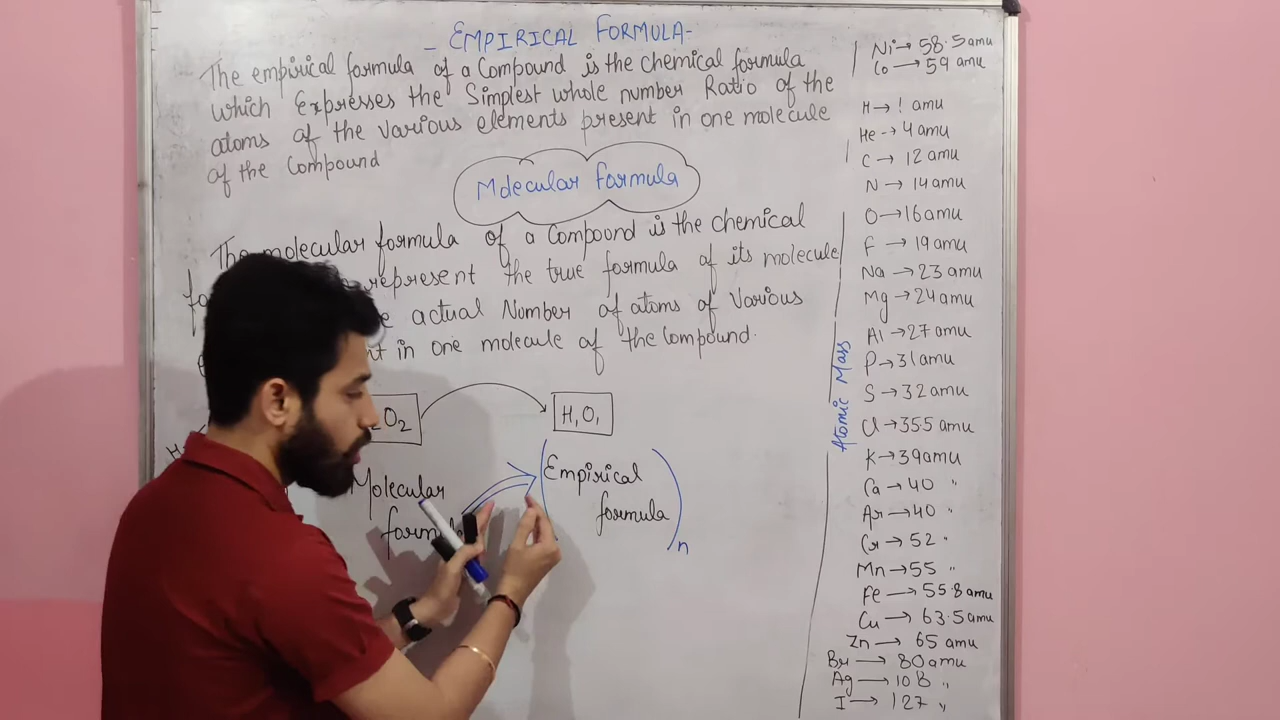 - EMPIRICAL FORMULA-
The empirical formula of a Compound is the chemical formula
which Expresses the Simplest whole number Ratio of the
atoms of the various elements present in one molecule
of the Compound
Molecular formula
The molecular formula of a Compound is the chemical
represent the true formula of its molecule
actual Number of atoms of Various
in one molecule of the Compound.
O2
H1O1
Molecular
formula
(Empirical
formula)n
Atomic Mass
Ni→ 58.5 amu
Co → 59 amu
H→ ! amu
He → 4 amu
C → 12 amu
N → 14 amu
O → 16 amu
F → 19 amu
Na → 23 amu
Mg → 24 amu
Al → 27 amu
P → 31 amu
S → 32 amu
Cl → 35.5 amu
K → 39 amu
Ca → 40 "
Ar → 40 "
Cr → 52 "
Mn → 55 "
Fe → 55.8 amu
Cu → 63.5 amu
Zn → 65 amu
Br → 80 amu
Ag → 108 "
I → 127 "